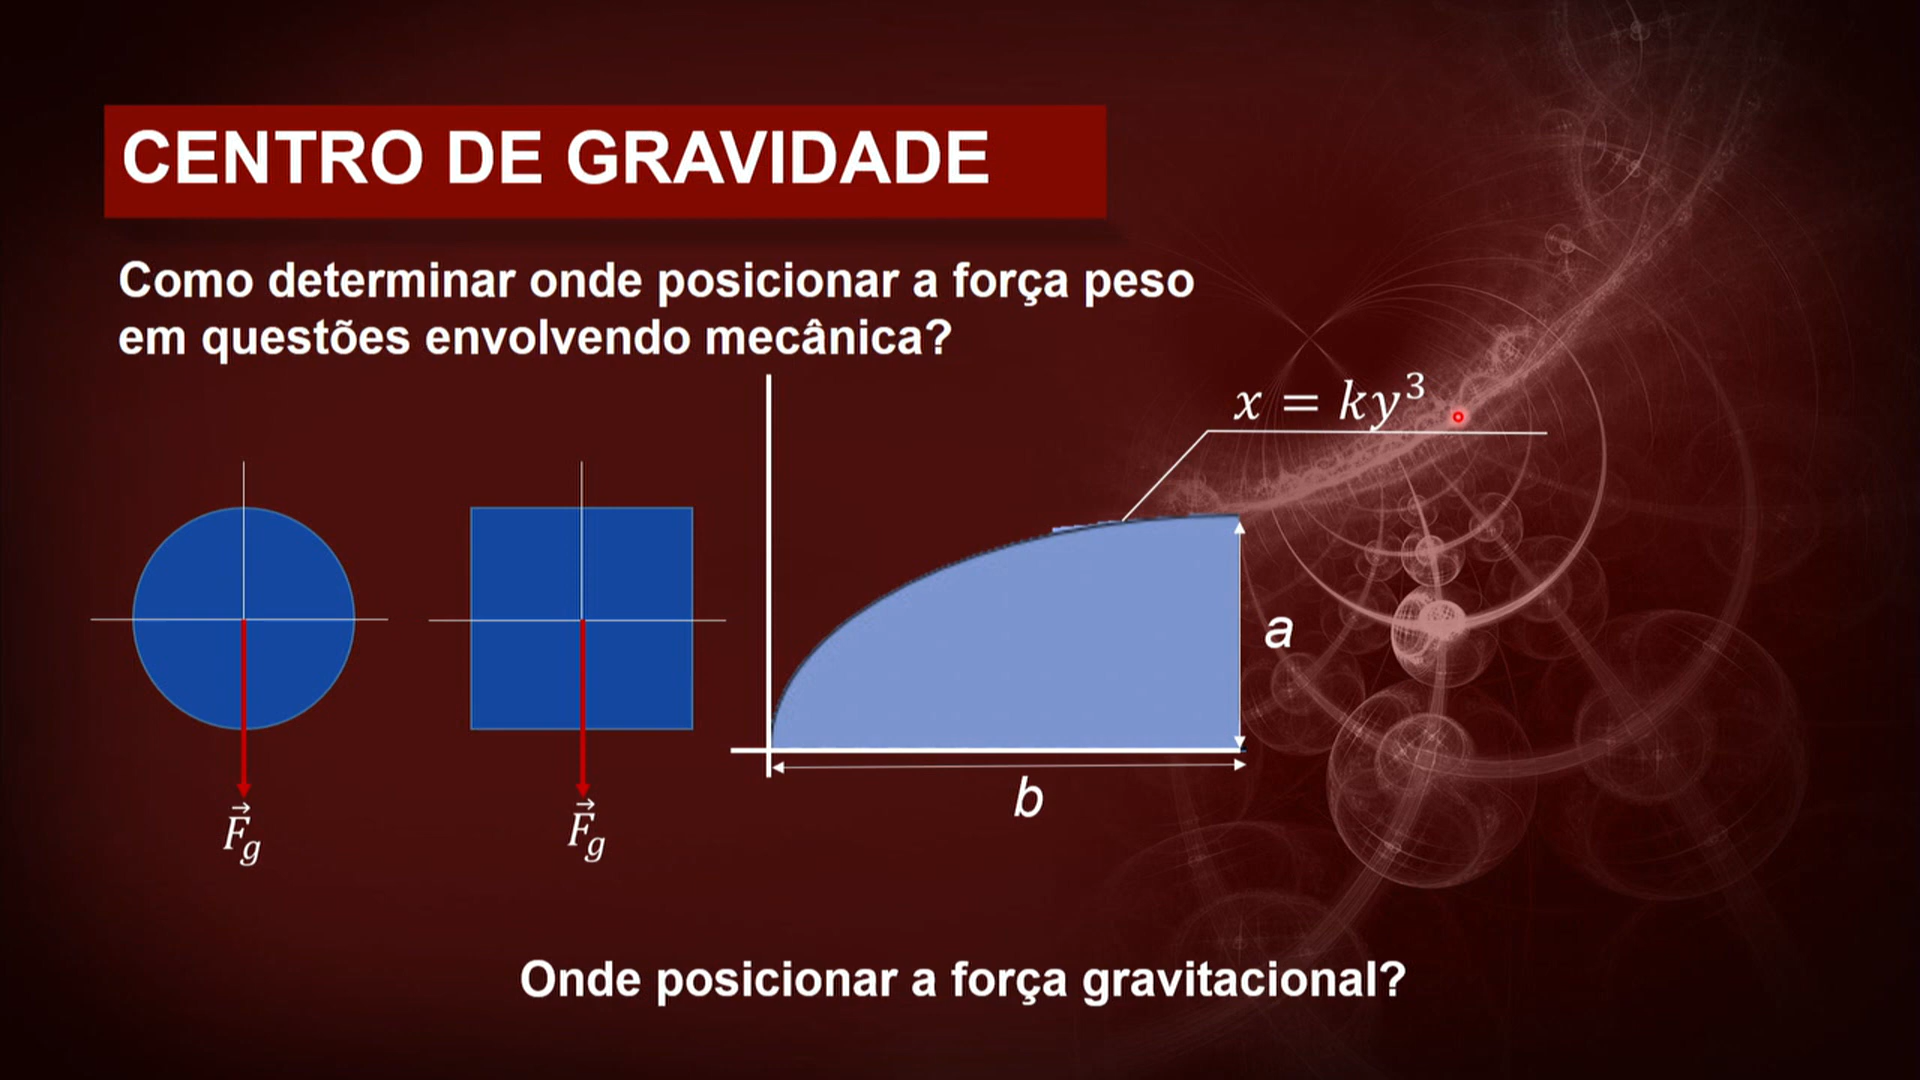 CENTRO DE GRAVIDADE
Como determinar onde posicionar a força peso
em questões envolvendo mecânica?
x = ky³
a
b
F⃗g
F⃗g
Onde posicionar a força gravitacional?